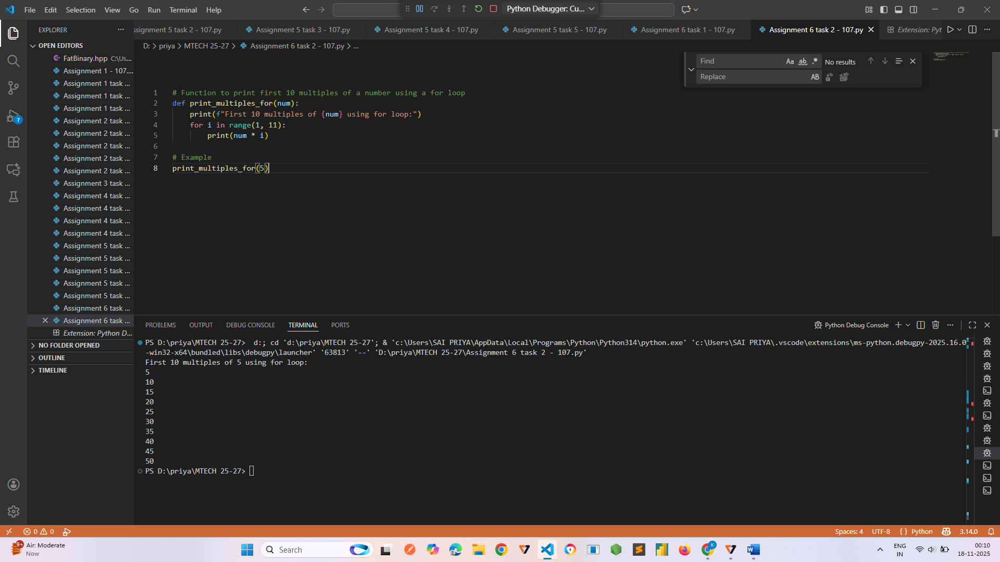 File Edit Selection View Go Run Terminal Help
Python Debugger: Cu...
EXPLORER
ssignment 5 task 2 - 107.py
Assignment 5 task 3 - 107.py
Assignment 5 task 4 - 107.py
Assignment 5 task 5 - 107.py
Assignment 6 task 1 - 107.py
Assignment 6 task 2 - 107.py
Extension: Pyt
OPEN EDITORS
FatBinary.hpp C:\Us...
Assignment 1 - 107....
Assignment 1 task ...
Assignment 1 task ...
Assignment 1 task ...
Assignment 2 task ...
Assignment 2 task ...
Assignment 2 task ...
Assignment 2 task ...
Assignment 2 task ...
Assignment 3 task ...
Assignment 4 task ...
Assignment 4 task ...
Assignment 4 task ...
Assignment 4 task ...
Assignment 5 task ...
Assignment 5 task ...
Assignment 5 task ...
Assignment 5 task ...
Assignment 5 task ...
Assignment 6 task ...
Assignment 6 task ...
Extension: Python D...
NO FOLDER OPENED
OUTLINE
TIMELINE
7
D: > priya > MTECH 25-27 > Assignment 6 task 2 - 107.py > ...
Find Aa ab .* No results
Replace AB
1 # Function to print first 10 multiples of a number using a for loop
2 def print_multiples_for(num):
3 print(f"First 10 multiples of {num} using for loop:")
4 for i in range(1, 11):
5 print(num * i)
6
7 # Example
8 print_multiples_for(5)
PROBLEMS OUTPUT DEBUG CONSOLE TERMINAL PORTS
Python Debug Console
PS D:\priya\MTECH 25-27> d:; cd 'd:\priya\MTECH 25-27'; & 'c:\Users\SAI PRIYA\AppData\Local\Programs\Python\Python314\python.exe' 'c:\Users\SAI PRIYA\.vscode\extensions\ms-python.debugpy-2025.16.0
-win32-x64\bundled\libs\debugpy\launcher' '63813' '--' 'D:\priya\MTECH 25-27\Assignment 6 task 2 - 107.py'
First 10 multiples of 5 using for loop:
5
10
15
20
25
30
35
40
45
50
PS D:\priya\MTECH 25-27>
0 0
Spaces: 4 UTF-8 { } Python 3.14.0
9+ Air: Moderate
Now
Search
K
ENG
IN
00:10
18-11-2025